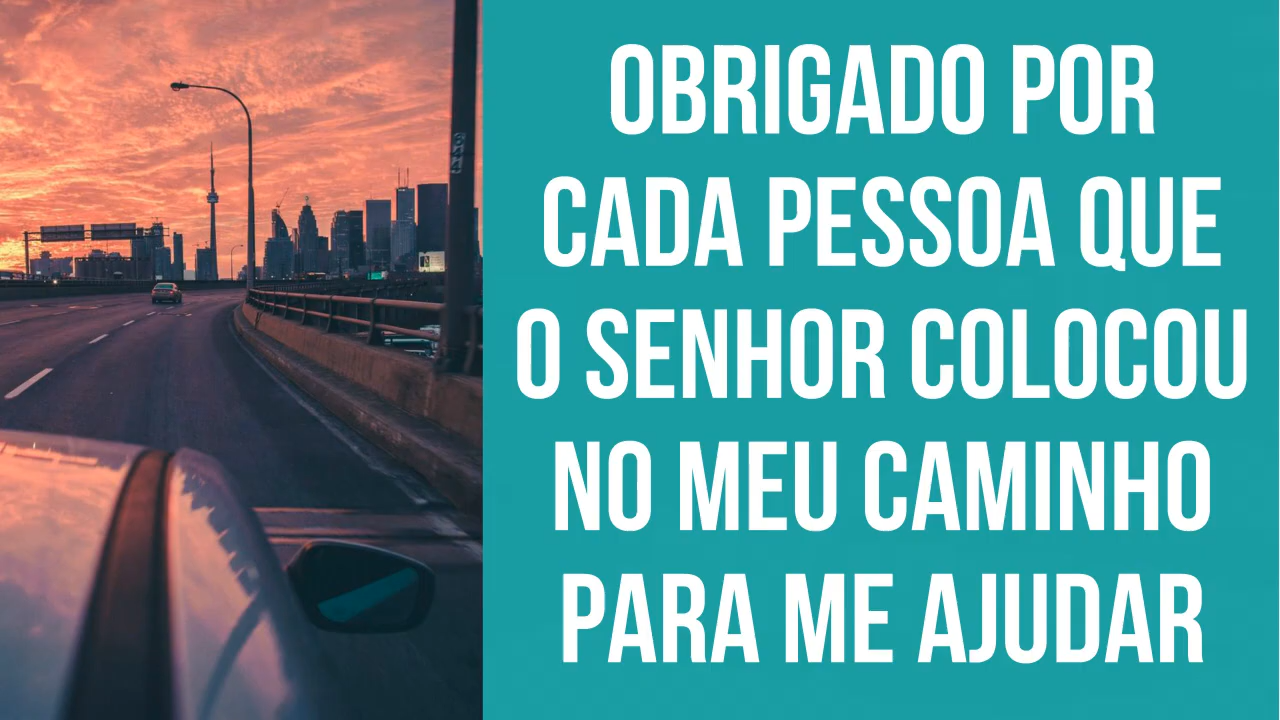 OBRIGADO POR
CADA PESSOA QUE
O SENHOR COLOCOU
NO MEU CAMINHO
PARA ME AJUDAR